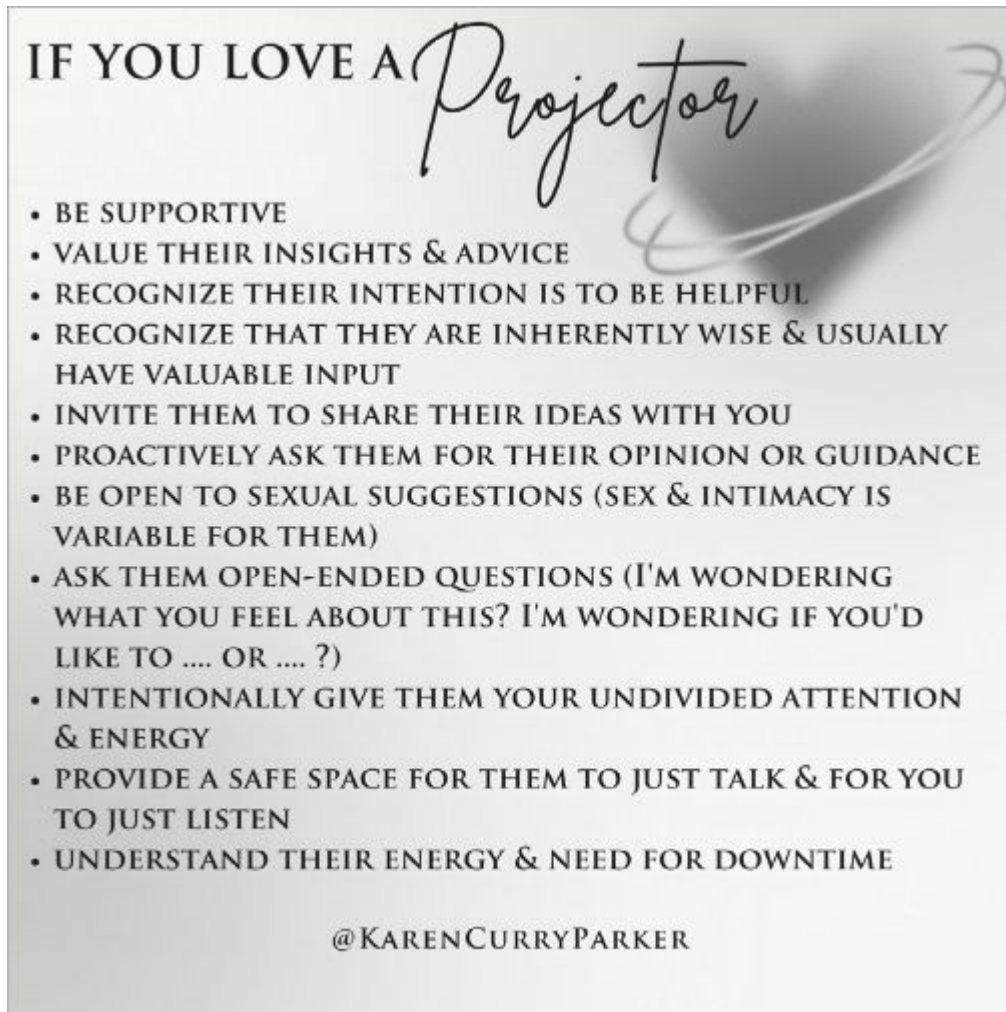 IF YOU LOVE A Projector
• BE SUPPORTIVE
• VALUE THEIR INSIGHTS & ADVICE
• RECOGNIZE THEIR INTENTION IS TO BE HELPFUL
• RECOGNIZE THAT THEY ARE INHERENTLY WISE & USUALLY
HAVE VALUABLE INPUT
• INVITE THEM TO SHARE THEIR IDEAS WITH YOU
• PROACTIVELY ASK THEM FOR THEIR OPINION OR GUIDANCE
• BE OPEN TO SEXUAL SUGGESTIONS (SEX & INTIMACY IS
VARIABLE FOR THEM)
• ASK THEM OPEN-ENDED QUESTIONS (I'M WONDERING
WHAT YOU FEEL ABOUT THIS? I'M WONDERING IF YOU'D
LIKE TO .... OR .... ?)
• INTENTIONALLY GIVE THEM YOUR UNDIVIDED ATTENTION
& ENERGY
• PROVIDE A SAFE SPACE FOR THEM TO JUST TALK & FOR YOU
TO JUST LISTEN
• UNDERSTAND THEIR ENERGY & NEED FOR DOWNTIME
@KARENCURRYPARKER